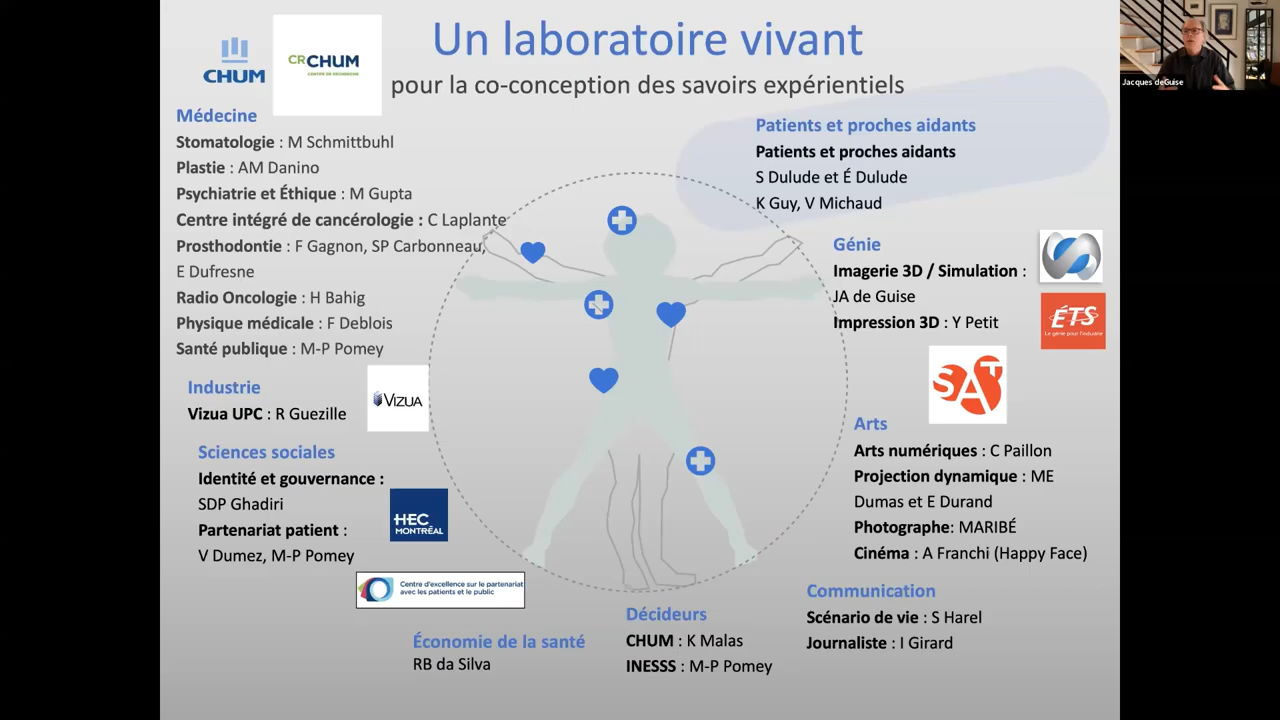 Un laboratoire vivant
pour la co-conception des savoirs expérientiels
CHUM
CRCHUM
CENTRE DE RECHERCHE
Médecine
Stomatologie : M Schmittbuhl
Plastie : AM Danino
Psychiatrie et Éthique : M Gupta
Centre intégré de cancérologie : C Laplante
Prosthodontie : F Gagnon, SP Carbonneau,
E Dufresne
Radio Oncologie : H Bahig
Physique médicale : F Deblois
Santé publique : M-P Pomey
Industrie
Vizua UPC : R Guezille
VIZUA
Sciences sociales
Identité et gouvernance :
SDP Ghadiri
Partenariat patient :
V Dumez, M-P Pomey
HEC
MONTRÉAL
Centre d'excellence sur le partenariat
avec les patients et le public
Économie de la santé
RB da Silva
Décideurs
CHUM : K Malas
INESSS : M-P Pomey
Patients et proches aidants
Patients et proches aidants
S Dulude et É Dulude
K Guy, V Michaud
Génie
Imagerie 3D / Simulation :
JA de Guise
Impression 3D : Y Petit
ÉTS
Le génie pour l'industrie
SAT
Arts
Arts numériques : C Paillon
Projection dynamique : ME
Dumas et E Durand
Photographe: MARIBÉ
Cinéma : A Franchi (Happy Face)
Communication
Scénario de vie : S Harel
Journaliste : I Girard
Jacques deGuise